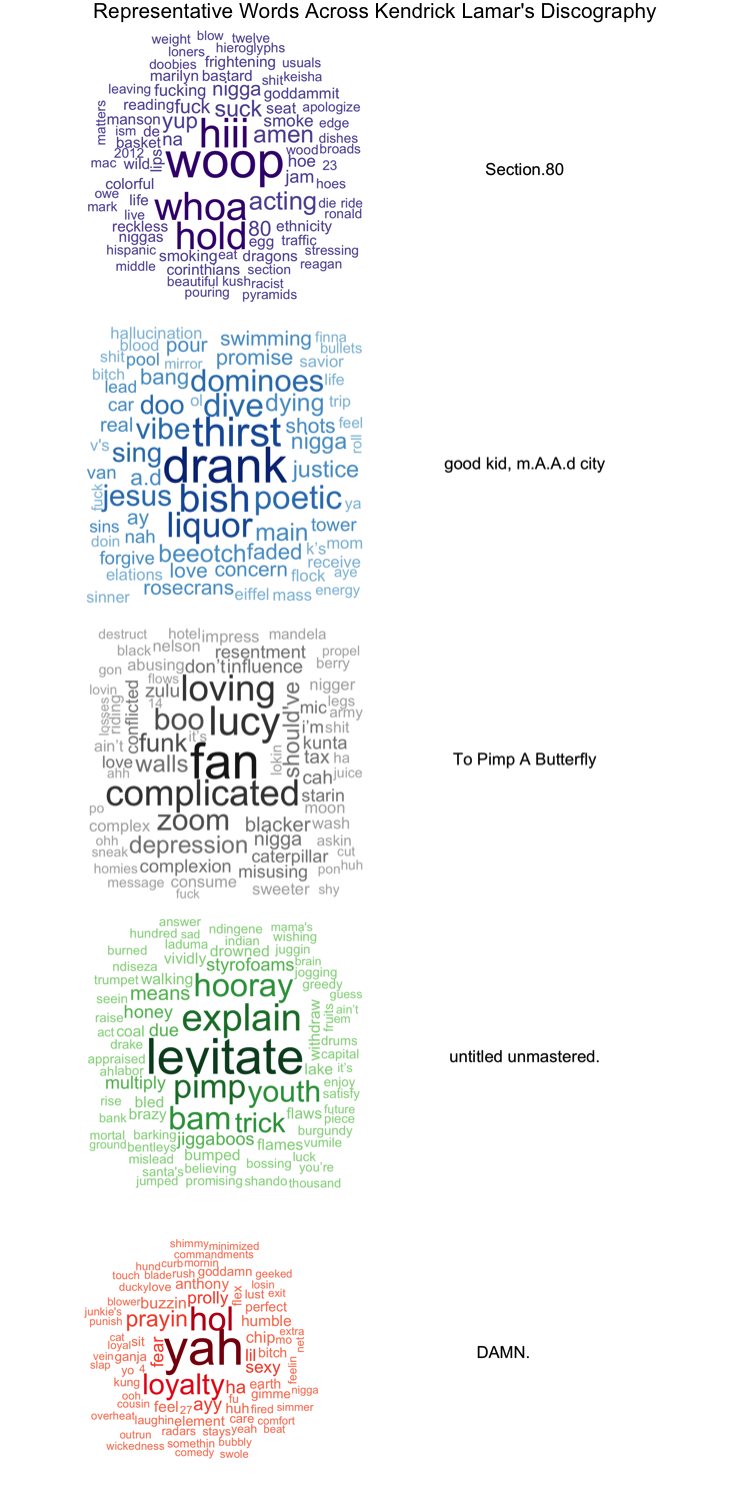 Representative Words Across Kendrick Lamar's Discography
weight blow twelve
loners hieroglyphs
doobies frightening usuals
marilyn bastard shit keisha
leaving fucking nigga goddammit
reading fuck suck seat apologize
matters manson yup hiii smoke edge
ism de amen dishes
basket na wood broads
2012 lips woop hoe 23
mac wild jam
colorful hoes
owe life whoa acting die ride
mark live ronald
reckless hold 80 ethnicity
niggas egg traffic
hispanic smoking eat dragons stressing
middle corinthians section reagan
beautiful kush racist
pouring pyramids
Section.80
hallucination
blood pour swimming finna
bullets
shit pool mirror promise savior
bitch lead bang dominoes life
car doo ol dive dying trip
real vibe thirst shots feel
v's sing nigga roll
van a.d drank justice
fuck jesus bish poetic ya
sins ay liquor main tower
doin nah
forgive beeotch faded k's mom
receive
elations love concern flock aye
rosecrans eiffel mass energy
sinner
good kid, m.A.A.d city
destruct hotel impress mandela
black nelson resentment propel
gon abusing don't influence berry
flows
lovin zulu loving nigger
losses riding conflicted 14 boo lucy should've mic legs army
i'm shit
ain't funk it's kunta
love walls fan lokin tax ha
ahh cah juice
complicated starin
po moon
complex zoom blacker wash
ohh depression nigga askin
sneak caterpillar cut
homies complexion misusing pon huh
message consume sweeter shy
fuck
To Pimp A Butterfly
answer ndingene mama's
hundred sad indian wishing
laduma drowned juggin
burned vividly styrofoams brain
ndiseza jogging
trumpet walking hooray greedy
seein means guess
raise honey explain withdraw fruits ain't
em
act coal due drums
drake levitate capital
appraised lake it's
ah labor
multiply pimp youth enjoy
satisfy
rise bled future
bank brazy bam trick flaws piece
mortal barking jiggaboos burgundy
ground bentleys flames vumile
mislead bumped luck
santa's believing bossing you're
jumped promising shando thousand
untitled unmastered.
shimmy minimized
commandments
hund curb mornin
touch blade rush goddamn geeked
ducky love anthony losin
blower buzzin prolly flex lust exit
junkie's perfect
punish prayin hol humble
cat extra
loyal sit fear yah chip mo net
vein ganja lil bitch
slap yo 4 sexy feelin
kung loyalty ha earth
ooh gimme nigga
cousin feel 27 ayy fu huh fired simmer
overheat laughin element care comfort
outrun radars stays yeah beat
wickedness somethin bubbly
comedy swole
DAMN.